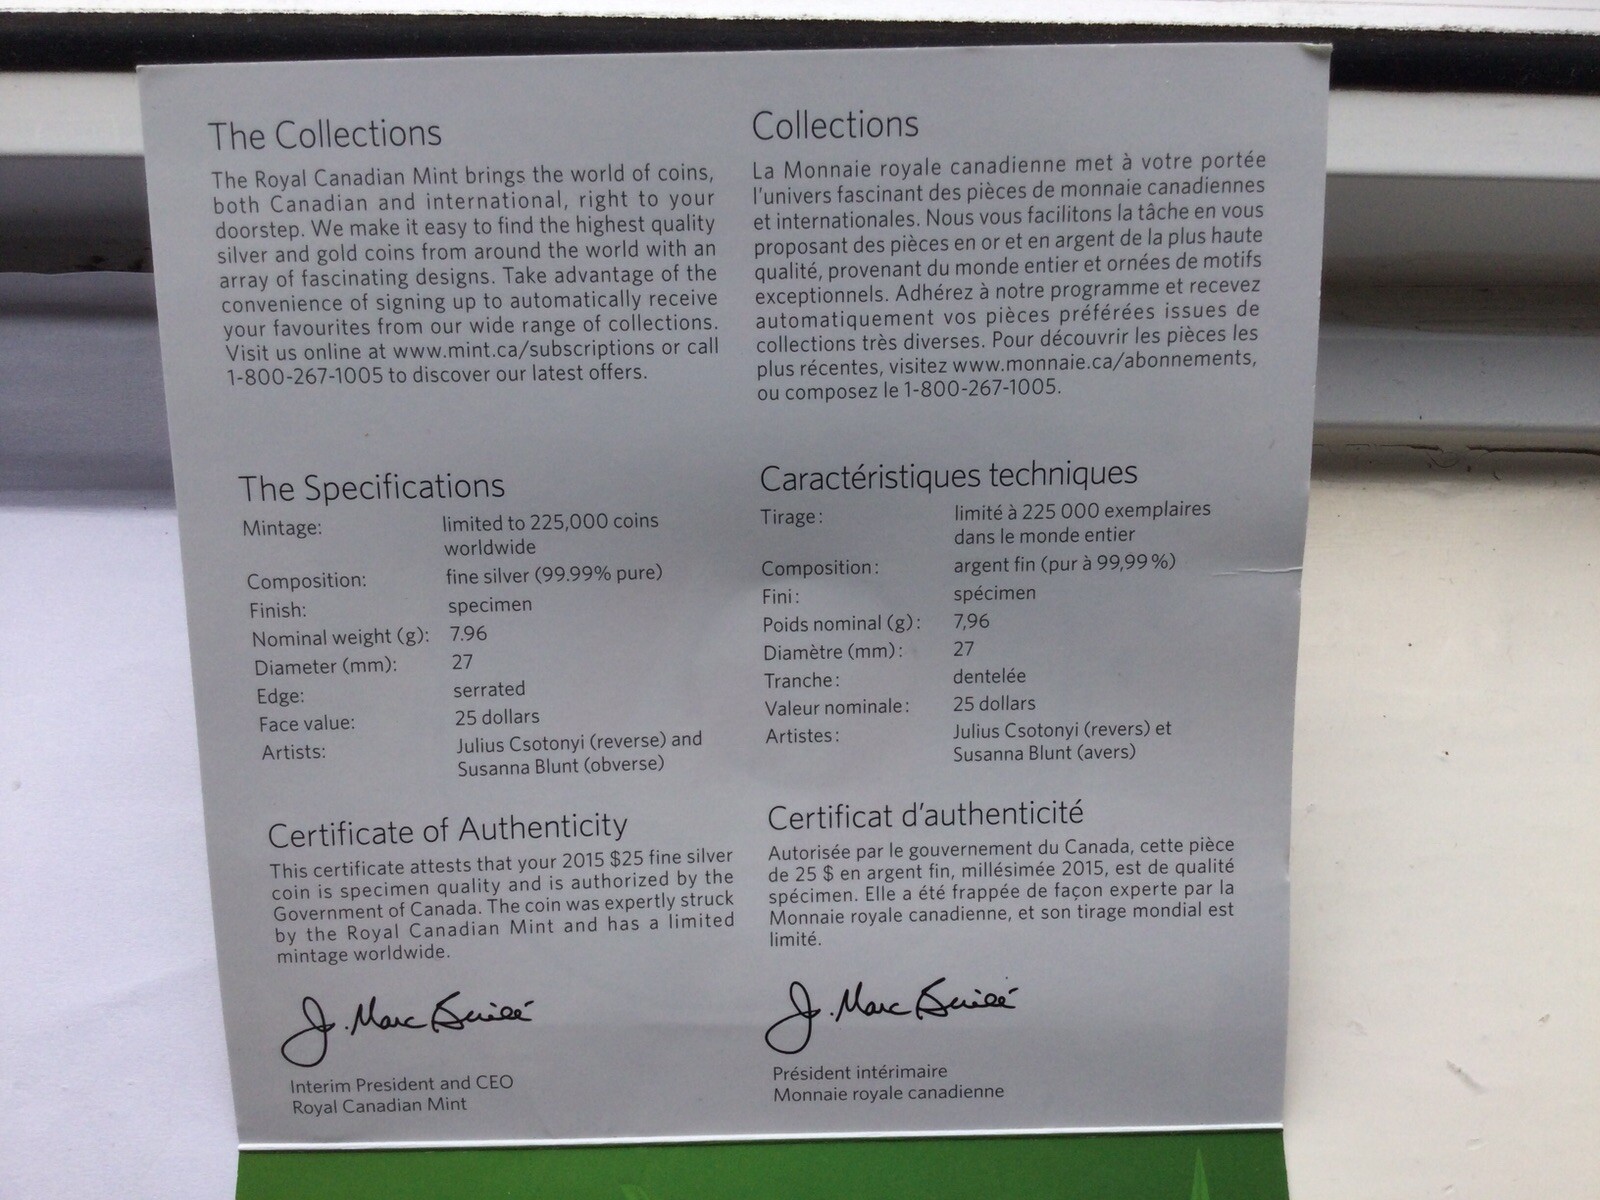 The Collections
The Royal Canadian Mint brings the world of coins,
both Canadian and international, right to your
doorstep. We make it easy to find the highest quality
silver and gold coins from around the world with an
array of fascinating designs. Take advantage of the
convenience of signing up to automatically receive
your favourites from our wide range of collections.
Visit us online at www.mint.ca/subscriptions or call
1-800-267-1005 to discover our latest offers.
The Specifications
Mintage: limited to 225,000 coins
worldwide
Composition: fine silver (99.99% pure)
Finish: specimen
Nominal weight (g): 7.96
Diameter (mm): 27
Edge: serrated
Face value: 25 dollars
Artists: Julius Csotonyi (reverse) and
Susanna Blunt (obverse)
Certificate of Authenticity
This certificate attests that your 2015 $25 fine silver
coin is specimen quality and is authorized by the
Government of Canada. The coin was expertly struck
by the Royal Canadian Mint and has a limited
mintage worldwide.
J. Marc Brûlé
Interim President and CEO
Royal Canadian Mint
Collections
La Monnaie royale canadienne met à votre portée
l'univers fascinant des pièces de monnaie canadiennes
et internationales. Nous vous facilitons la tâche en vous
proposant des pièces en or et en argent de la plus haute
qualité, provenant du monde entier et ornées de motifs
exceptionnels. Adhérez à notre programme et recevez
automatiquement vos pièces préférées issues de
collections très diverses. Pour découvrir les pièces les
plus récentes, visitez www.monnaie.ca/abonnements,
ou composez le 1-800-267-1005.
Caractéristiques techniques
Tirage : limité à 225 000 exemplaires
dans le monde entier
Composition : argent fin (pur à 99,99 %)
Fini : spécimen
Poids nominal (g) : 7,96
Diamètre (mm) : 27
Tranche : dentelée
Valeur nominale : 25 dollars
Artistes : Julius Csotonyi (revers) et
Susanna Blunt (avers)
Certificat d'authenticité
Autorisée par le gouvernement du Canada, cette pièce
de 25 $ en argent fin, millésimée 2015, est de qualité
spécimen. Elle a été frappée de façon experte par la
Monnaie royale canadienne, et son tirage mondial est
limité.
J. Marc Brûlé
Président intérimaire
Monnaie royale canadienne